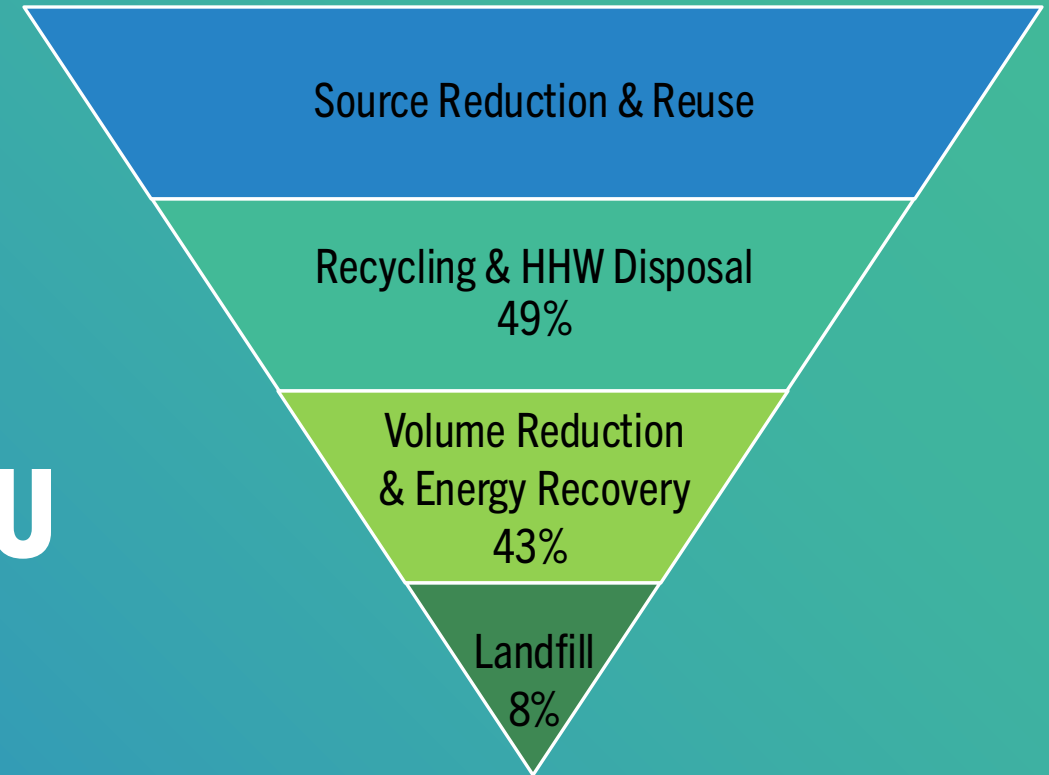 Source Reduction & Reuse
Recycling & HHW Disposal
49%
Volume Reduction
& Energy Recovery
43%
U
Landfill
8%